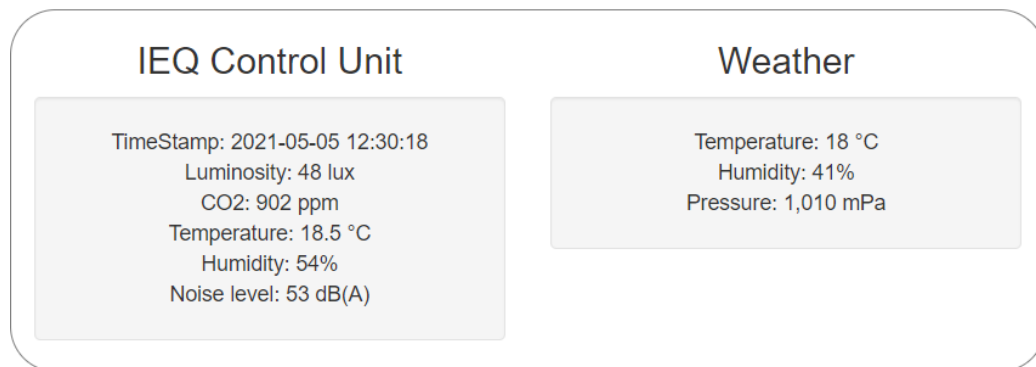 IEQ Control Unit
TimeStamp: 2021-05-05 12:30:18
Luminosity: 48 lux
CO2: 902 ppm
Temperature: 18.5 °C
Humidity: 54%
Noise level: 53 dB(A)
Weather
Temperature: 18 °C
Humidity: 41%
Pressure: 1,010 mPa